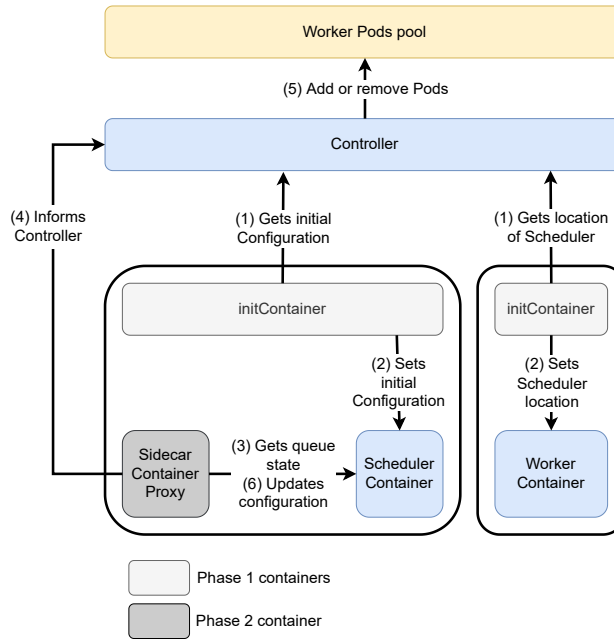 Worker Pods pool
(5) Add or remove Pods
Controller
(4) Informs
Controller
(1) Gets initial
Configuration
(1) Gets location
of Scheduler
initContainer
initContainer
(2) Sets
initial
Configuration
(2) Sets
Scheduler
location
Sidecar
Container
Proxy
(3) Gets queue
state
(6) Updates
configuration
Scheduler
Container
Worker
Container
Phase 1 containers
Phase 2 container